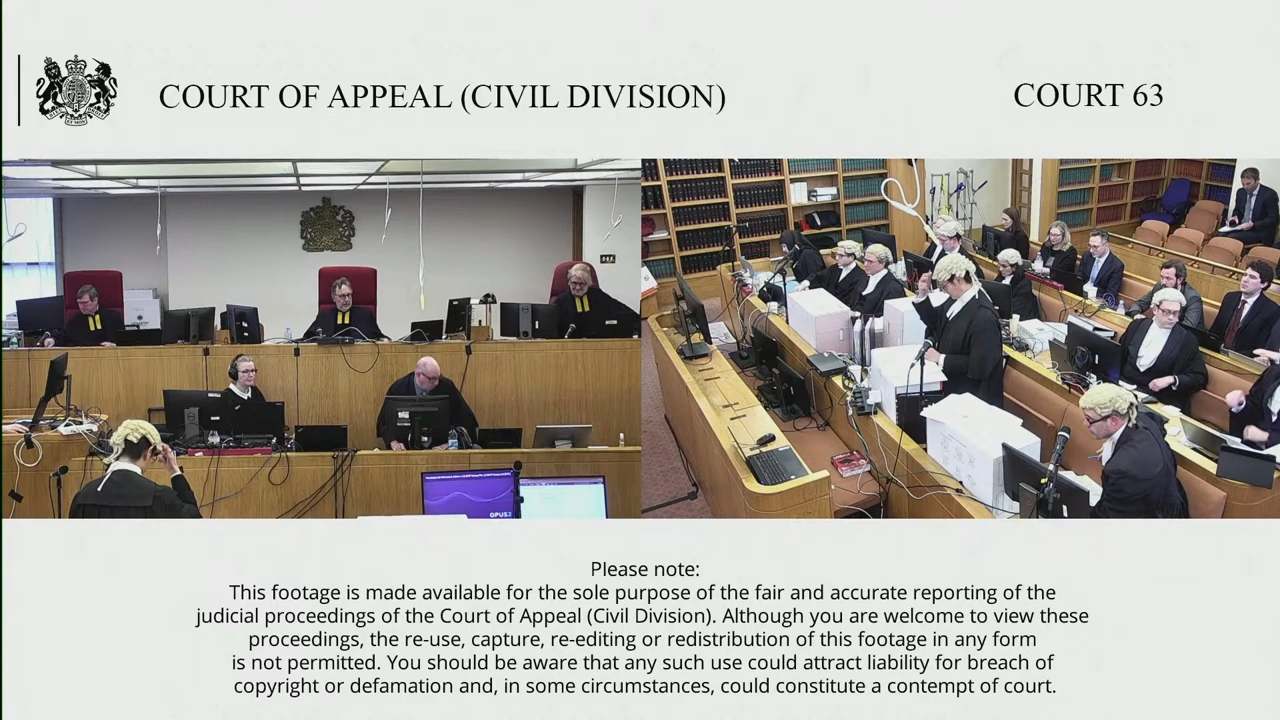 COURT OF APPEAL (CIVIL DIVISION)
COURT 63
OPUS2
Please note:
This footage is made available for the sole purpose of the fair and accurate reporting of the
judicial proceedings of the Court of Appeal (Civil Division). Although you are welcome to view these
proceedings, the re-use, capture, re-editing or redistribution of this footage in any form
is not permitted. You should be aware that any such use could attract liability for breach of
copyright or defamation and, in some circumstances, could constitute a contempt of court.